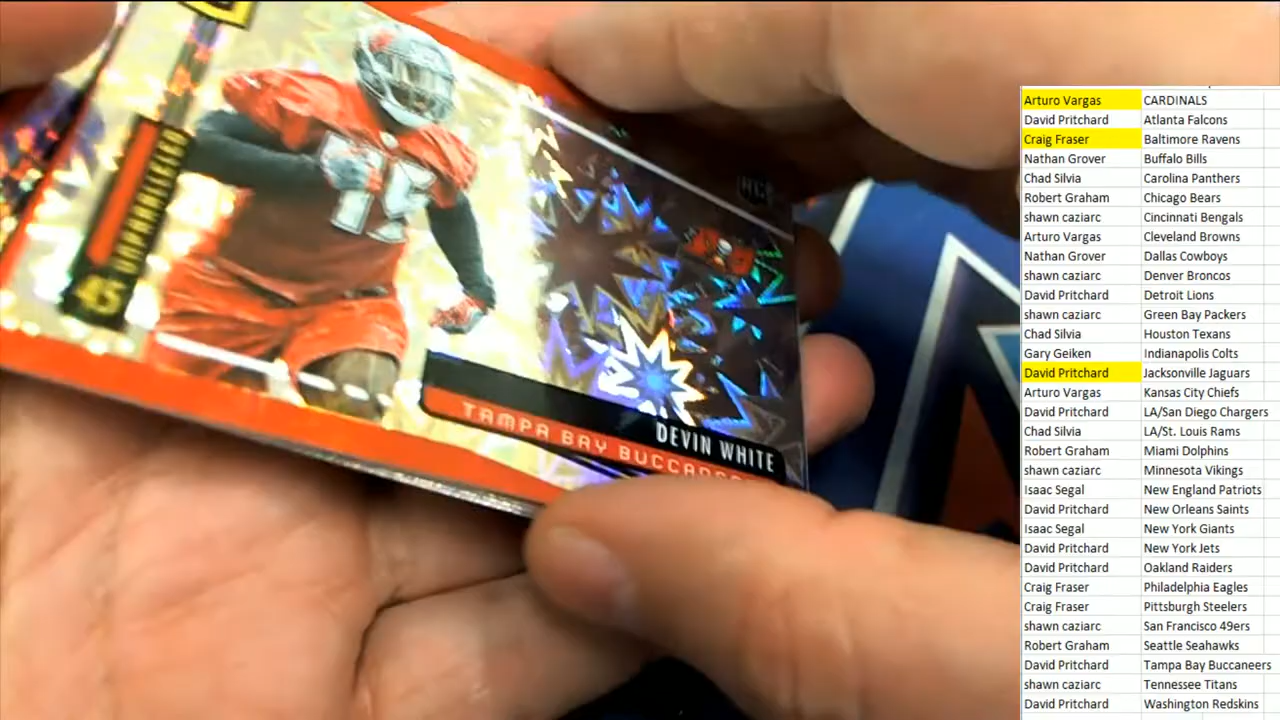 UNPARALLELED
45
45
RC
DEVIN WHITE
TAMPA BAY BUCCANEERS
Arturo Vargas CARDINALS
David Pritchard Atlanta Falcons
Craig Fraser Baltimore Ravens
Nathan Grover Buffalo Bills
Chad Silvia Carolina Panthers
Robert Graham Chicago Bears
shawn caziarc Cincinnati Bengals
Arturo Vargas Cleveland Browns
Nathan Grover Dallas Cowboys
shawn caziarc Denver Broncos
David Pritchard Detroit Lions
shawn caziarc Green Bay Packers
Chad Silvia Houston Texans
Gary Geiken Indianapolis Colts
David Pritchard Jacksonville Jaguars
Arturo Vargas Kansas City Chiefs
David Pritchard LA/San Diego Chargers
Chad Silvia LA/St. Louis Rams
Robert Graham Miami Dolphins
shawn caziarc Minnesota Vikings
Isaac Segal New England Patriots
David Pritchard New Orleans Saints
Isaac Segal New York Giants
David Pritchard New York Jets
David Pritchard Oakland Raiders
Craig Fraser Philadelphia Eagles
Craig Fraser Pittsburgh Steelers
shawn caziarc San Francisco 49ers
Robert Graham Seattle Seahawks
David Pritchard Tampa Bay Buccaneers
shawn caziarc Tennessee Titans
David Pritchard Washington Redskins